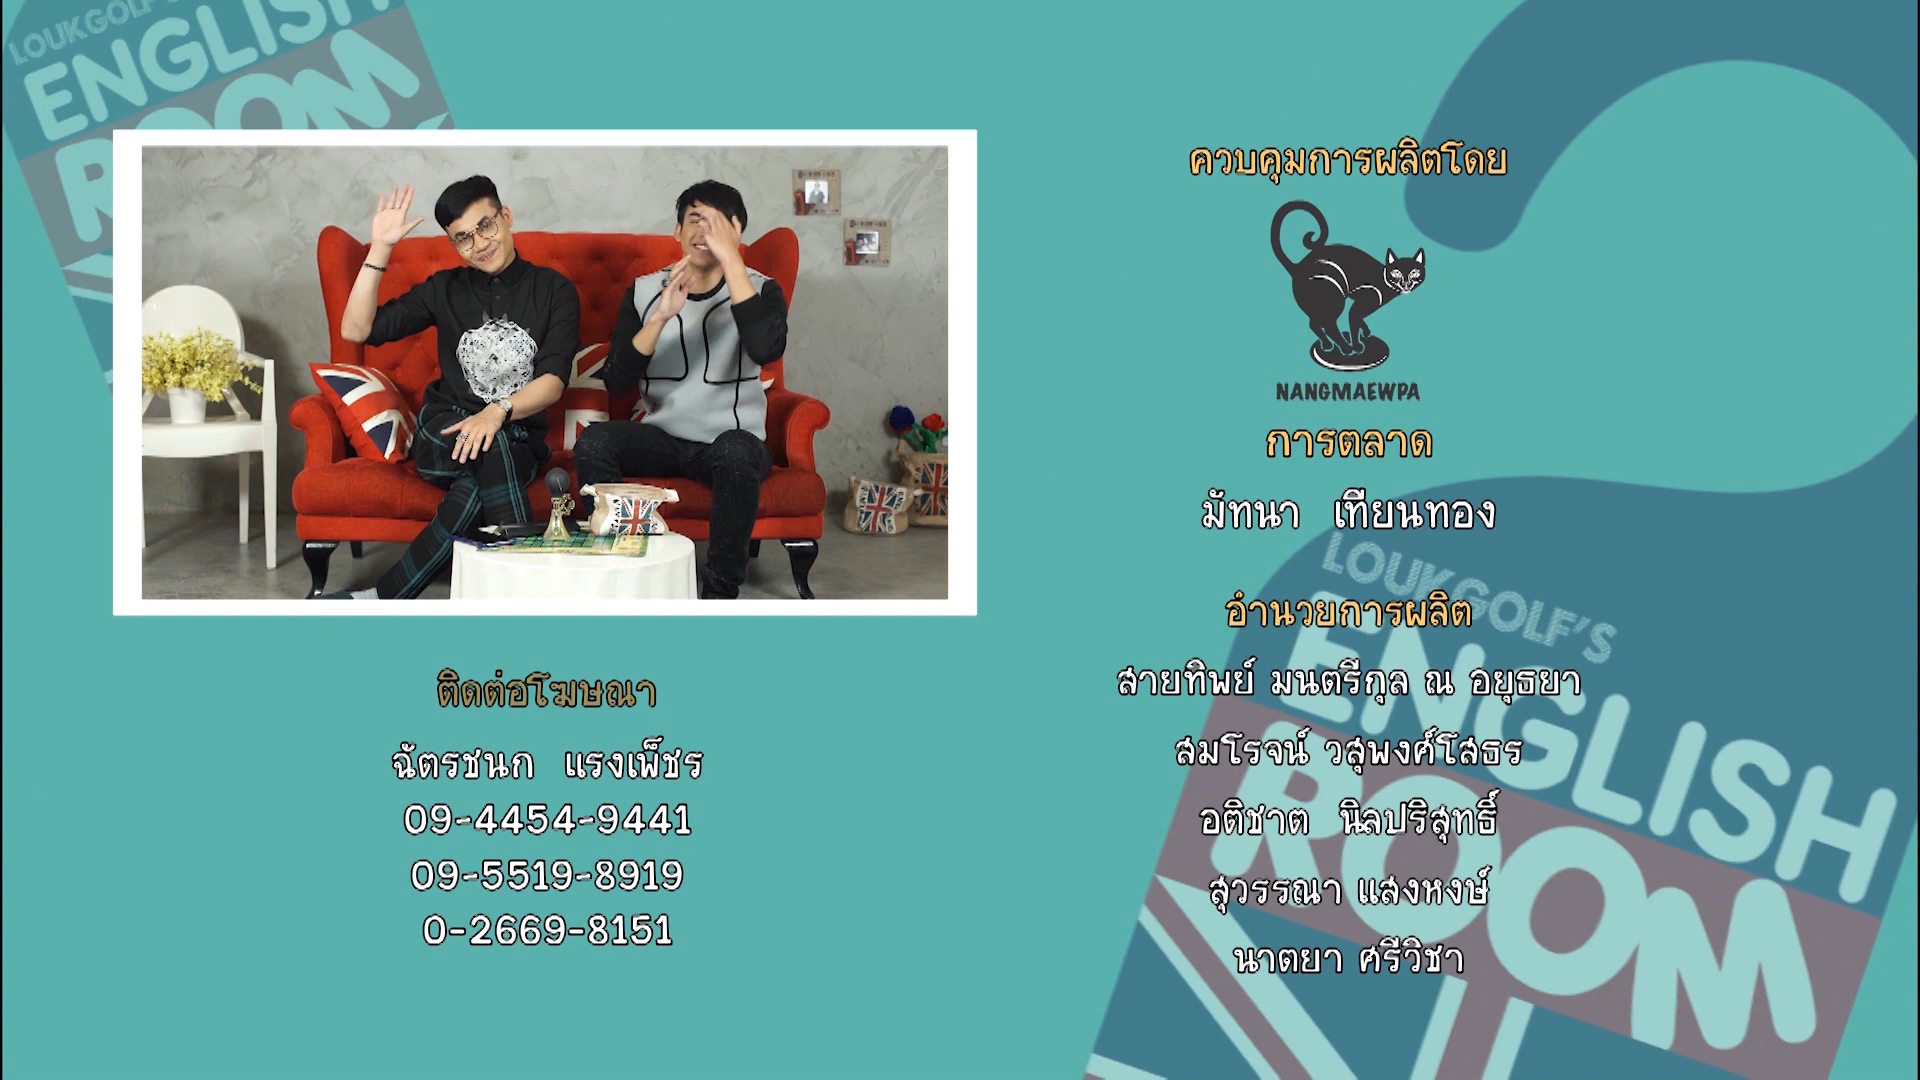 LOUKGOLF'S
ENGLISH
ROOM
ติดต่อโฆษณา
ฉัตรชนก แรงเพ็ชร
09-4454-9441
09-5519-8919
0-2669-8151
ควบคุมการผลิตโดย
NANGMAEWPA
การตลาด
มัทนา เทียนทอง
อำนวยการผลิต
สายทิพย์ มนตรีกุล ณ อยุธยา
สมโรจน์ วสุพงศ์โสธร
อติชาต นิลปริสุทธิ์
สุวรรณา แสงหงษ์
นาตยา ศรีวิชา
LOUKGOLF'S
ENGLISH
ROOM